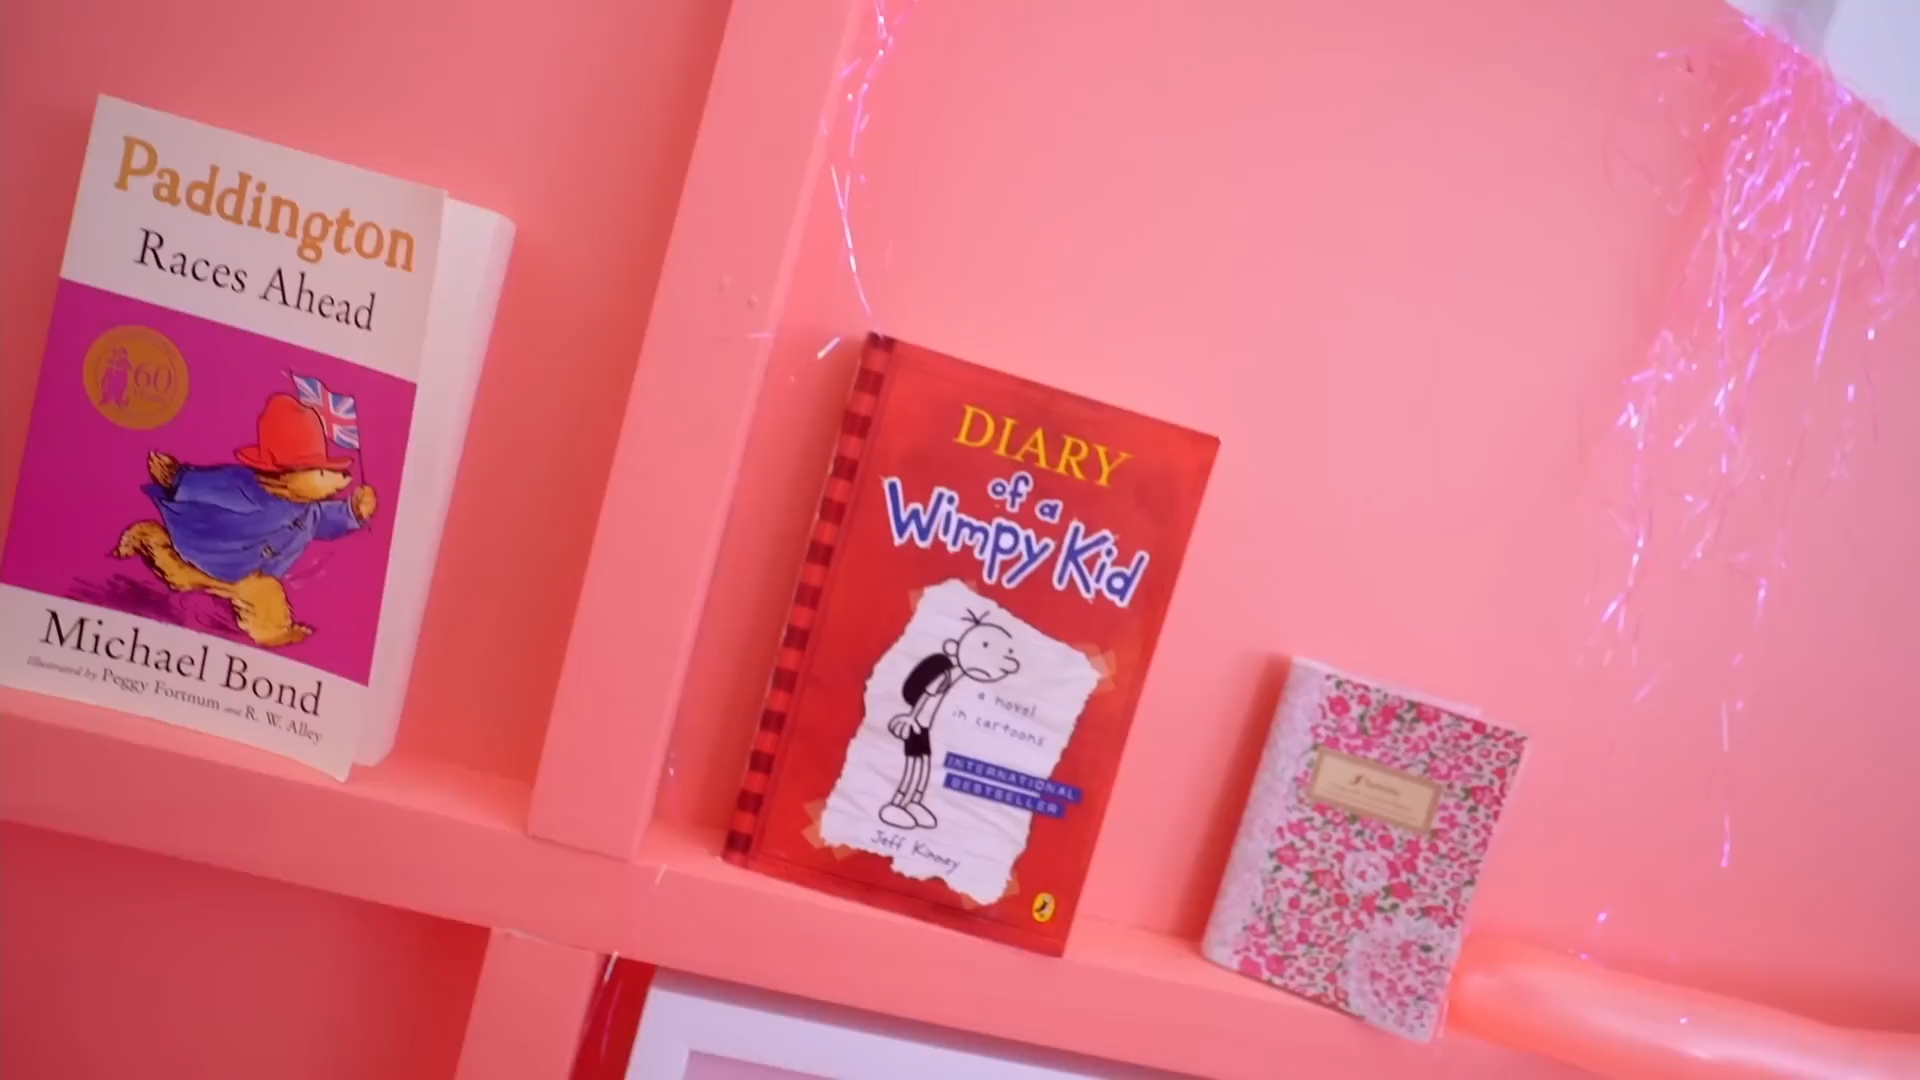 Paddington
Races Ahead
60
Michael Bond
Illustrated by Peggy Fortnum and R. W. Alley
DIARY
of a
Wimpy Kid
a novel
in cartoons
INTERNATIONAL
BESTSELLER
Jeff Kinney